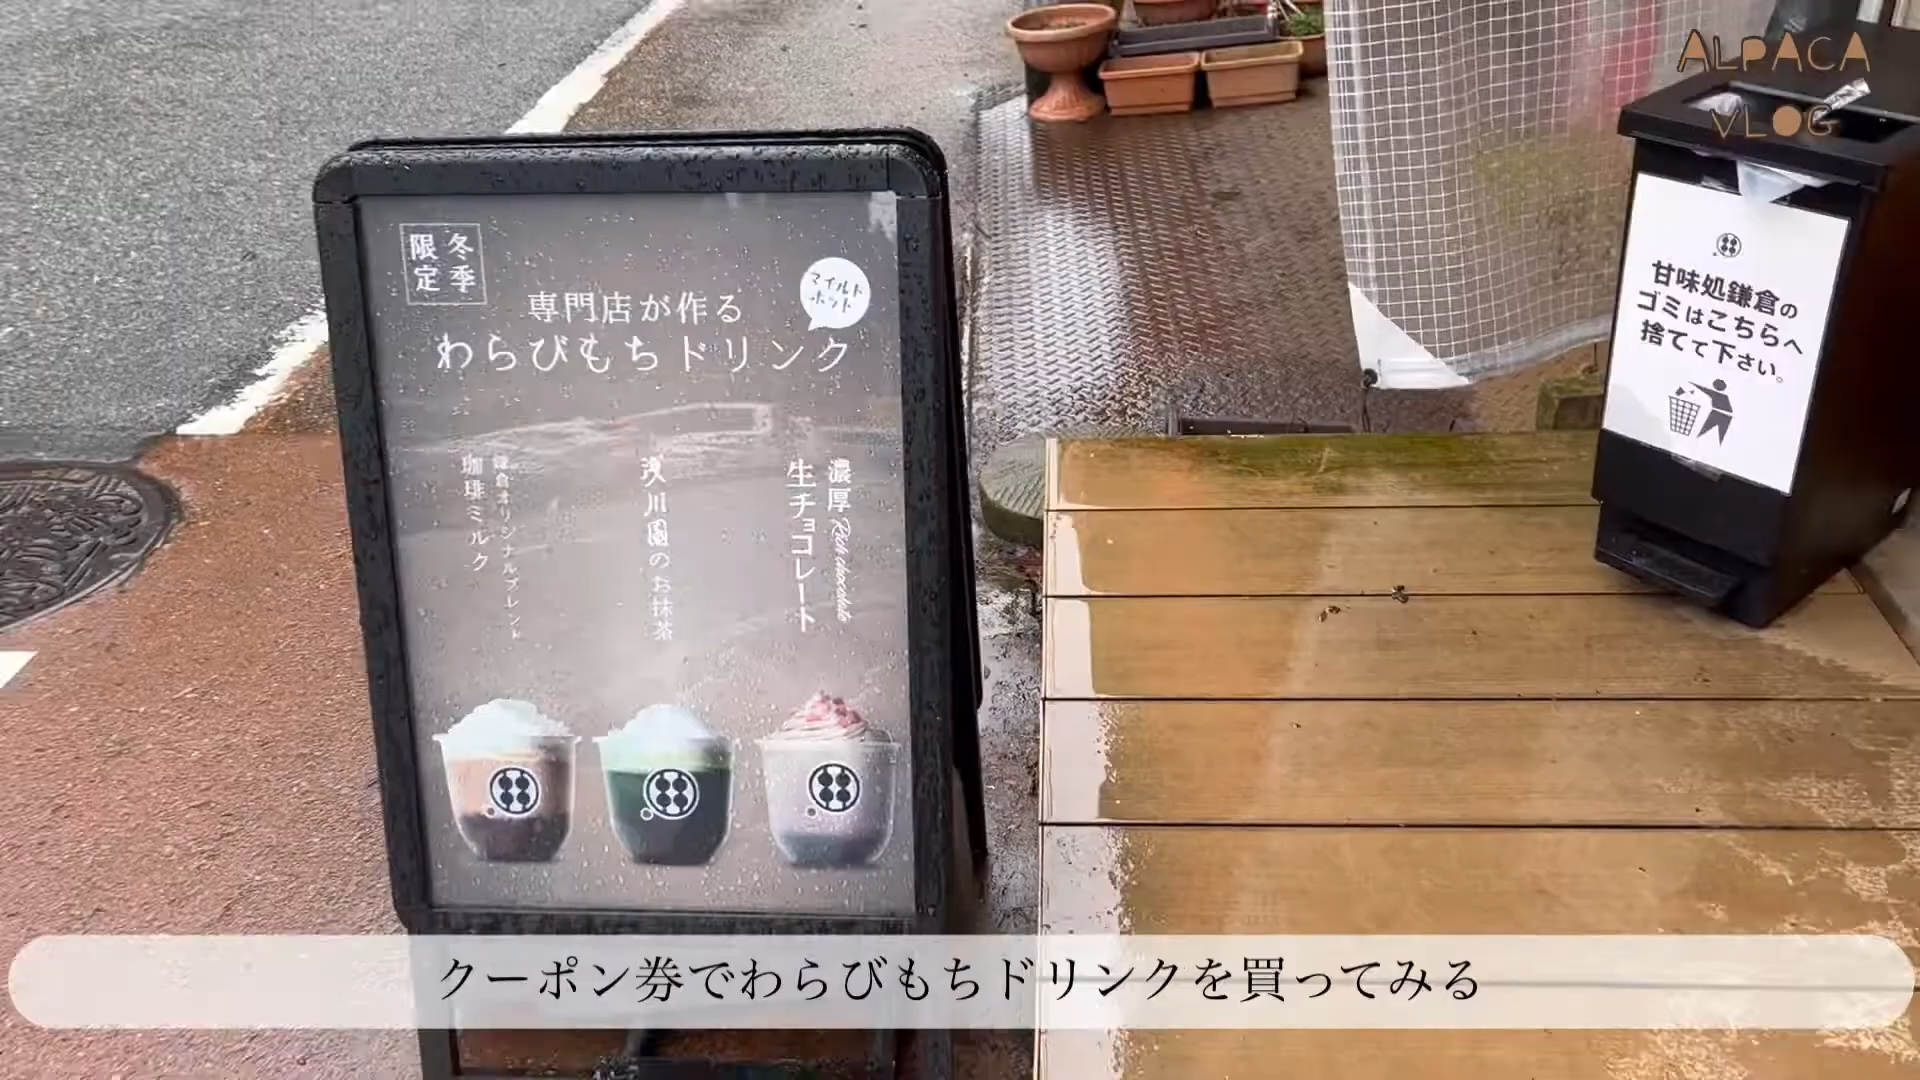 ALPACA
VLOG
冬季
限定
専門店が作る
わらびもちドリンク
マイルド
ホット
濃厚 Rich chocolate
生チョコレート
のお抹茶
鎌倉オリジナルブレンド
珈琲ミルク
甘味処鎌倉の
ゴミはこちらへ
捨てて下さい。
クーポン券でわらびもちドリンクを買ってみる